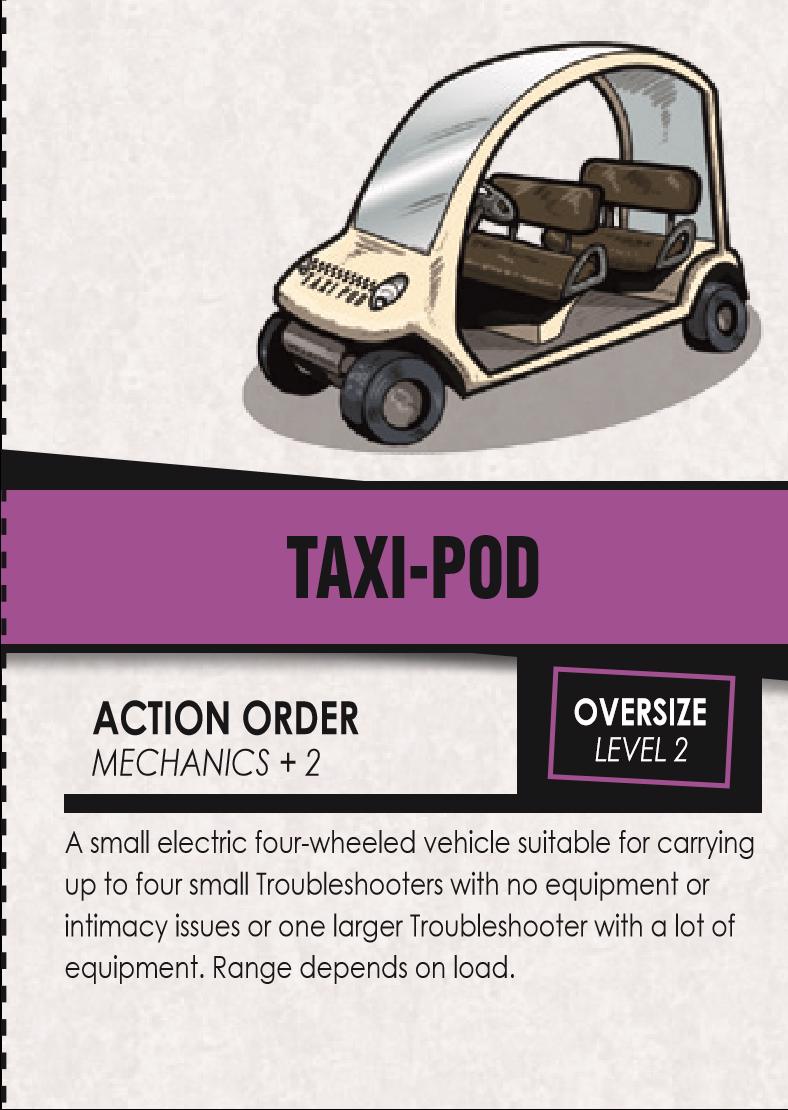 TAXI POD
TAXI-POD
ACTION ORDER
MECHANICS + 2
OVERSIZE
LEVEL 2
A small electric four-wheeled vehicle suitable for carrying
up to four small Troubleshooters with no equipment or
intimacy issues or one larger Troubleshooter with a lot of
equipment. Range depends on load.